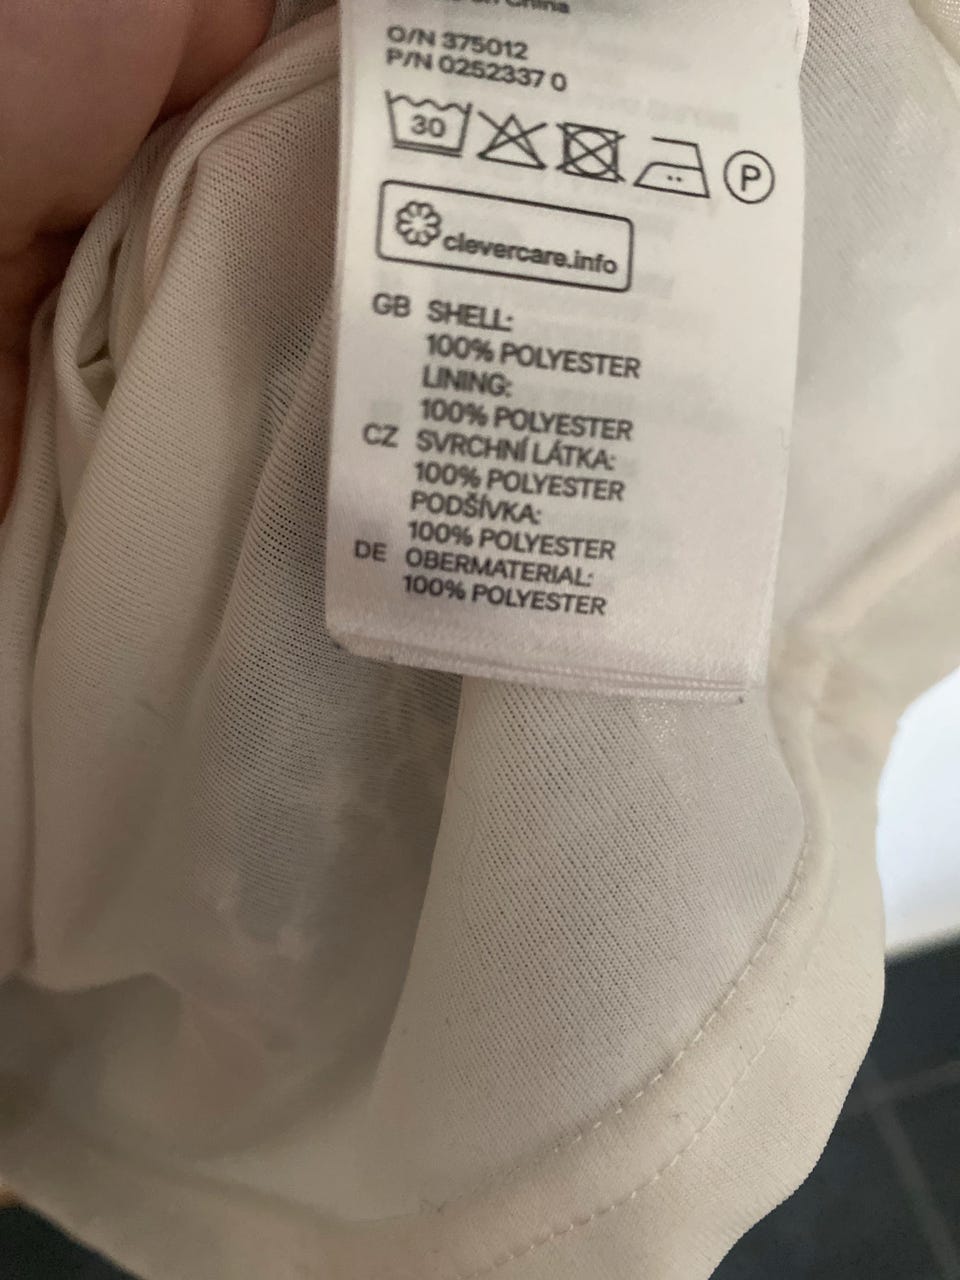 China
O/N 375012
P/N 0252337 0
30 P
clevercare.info
GB SHELL:
100% POLYESTER
LINING:
100% POLYESTER
CZ SVRCHNÍ LÁTKA:
100% POLYESTER
PODŠÍVKA:
100% POLYESTER
DE OBERMATERIAL:
100% POLYESTER